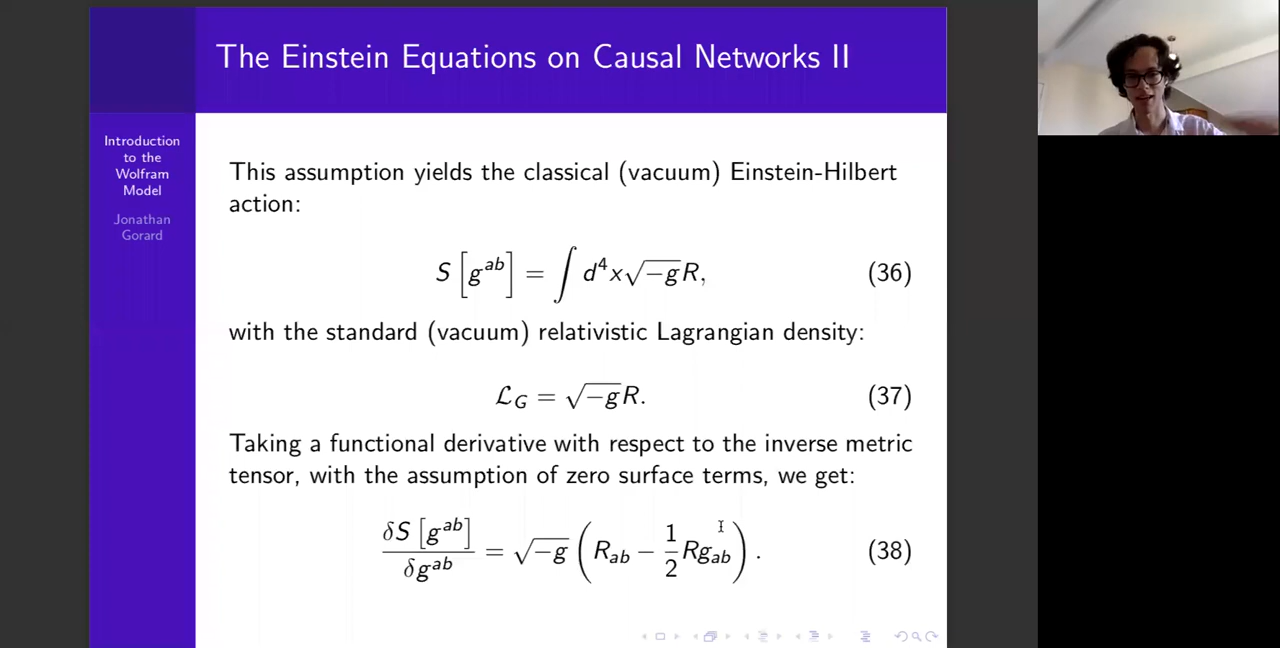 The Einstein Equations on Causal Networks II
Introduction
to the
Wolfram
Model
Jonathan
Gorard
This assumption yields the classical (vacuum) Einstein-Hilbert
action:
S [g^{ab}] = ∫ d⁴x√−g R, (36)
with the standard (vacuum) relativistic Lagrangian density:
ℒ_G = √−g R. (37)
Taking a functional derivative with respect to the inverse metric
tensor, with the assumption of zero surface terms, we get:
δS [g^{ab}] / δg^{ab} = √−g (R_{ab} − 1/2 Rg_{ab}). (38)